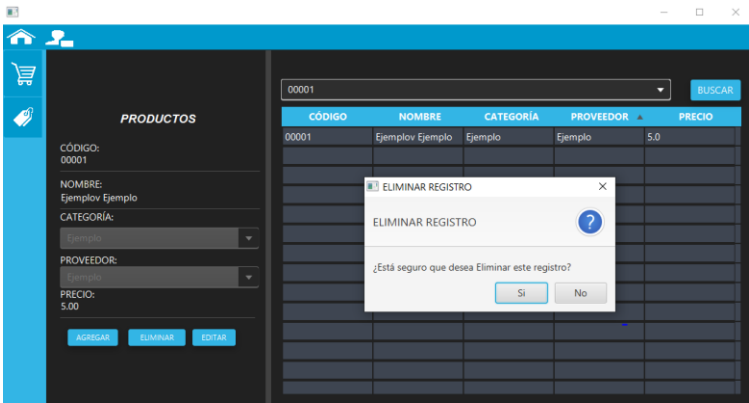 00001
BUSCAR
PRODUCTOS
CÓDIGO:
00001
NOMBRE:
Ejemplov Ejemplo
CATEGORÍA:
Ejemplo
PROVEEDOR:
Ejemplo
PRECIO:
5.00
AGREGAR ELIMINAR EDITAR
CÓDIGO NOMBRE CATEGORÍA PROVEEDOR PRECIO
00001 Ejemplov Ejemplo Ejemplo Ejemplo 5.0
ELIMINAR REGISTRO
ELIMINAR REGISTRO
?
¿Está seguro que desea Eliminar este registro?
Si No